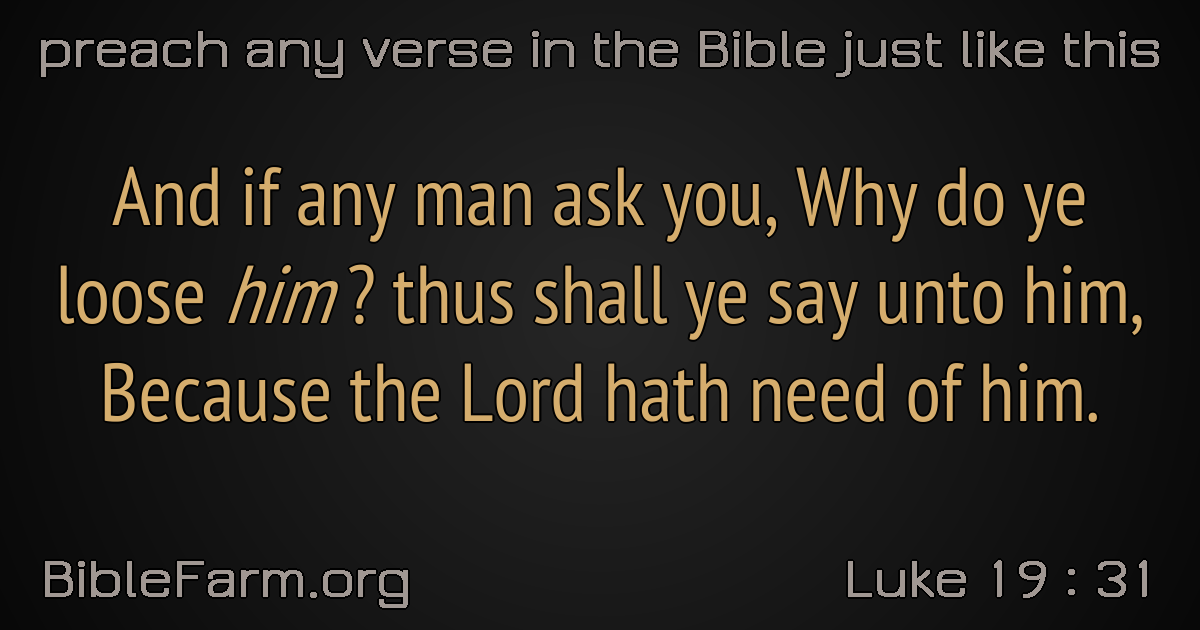 preach any verse in the Bible just like this
And if any man ask you, Why do ye
loose him? thus shall ye say unto him,
Because the Lord hath need of him.
BibleFarm.org
Luke 19 : 31